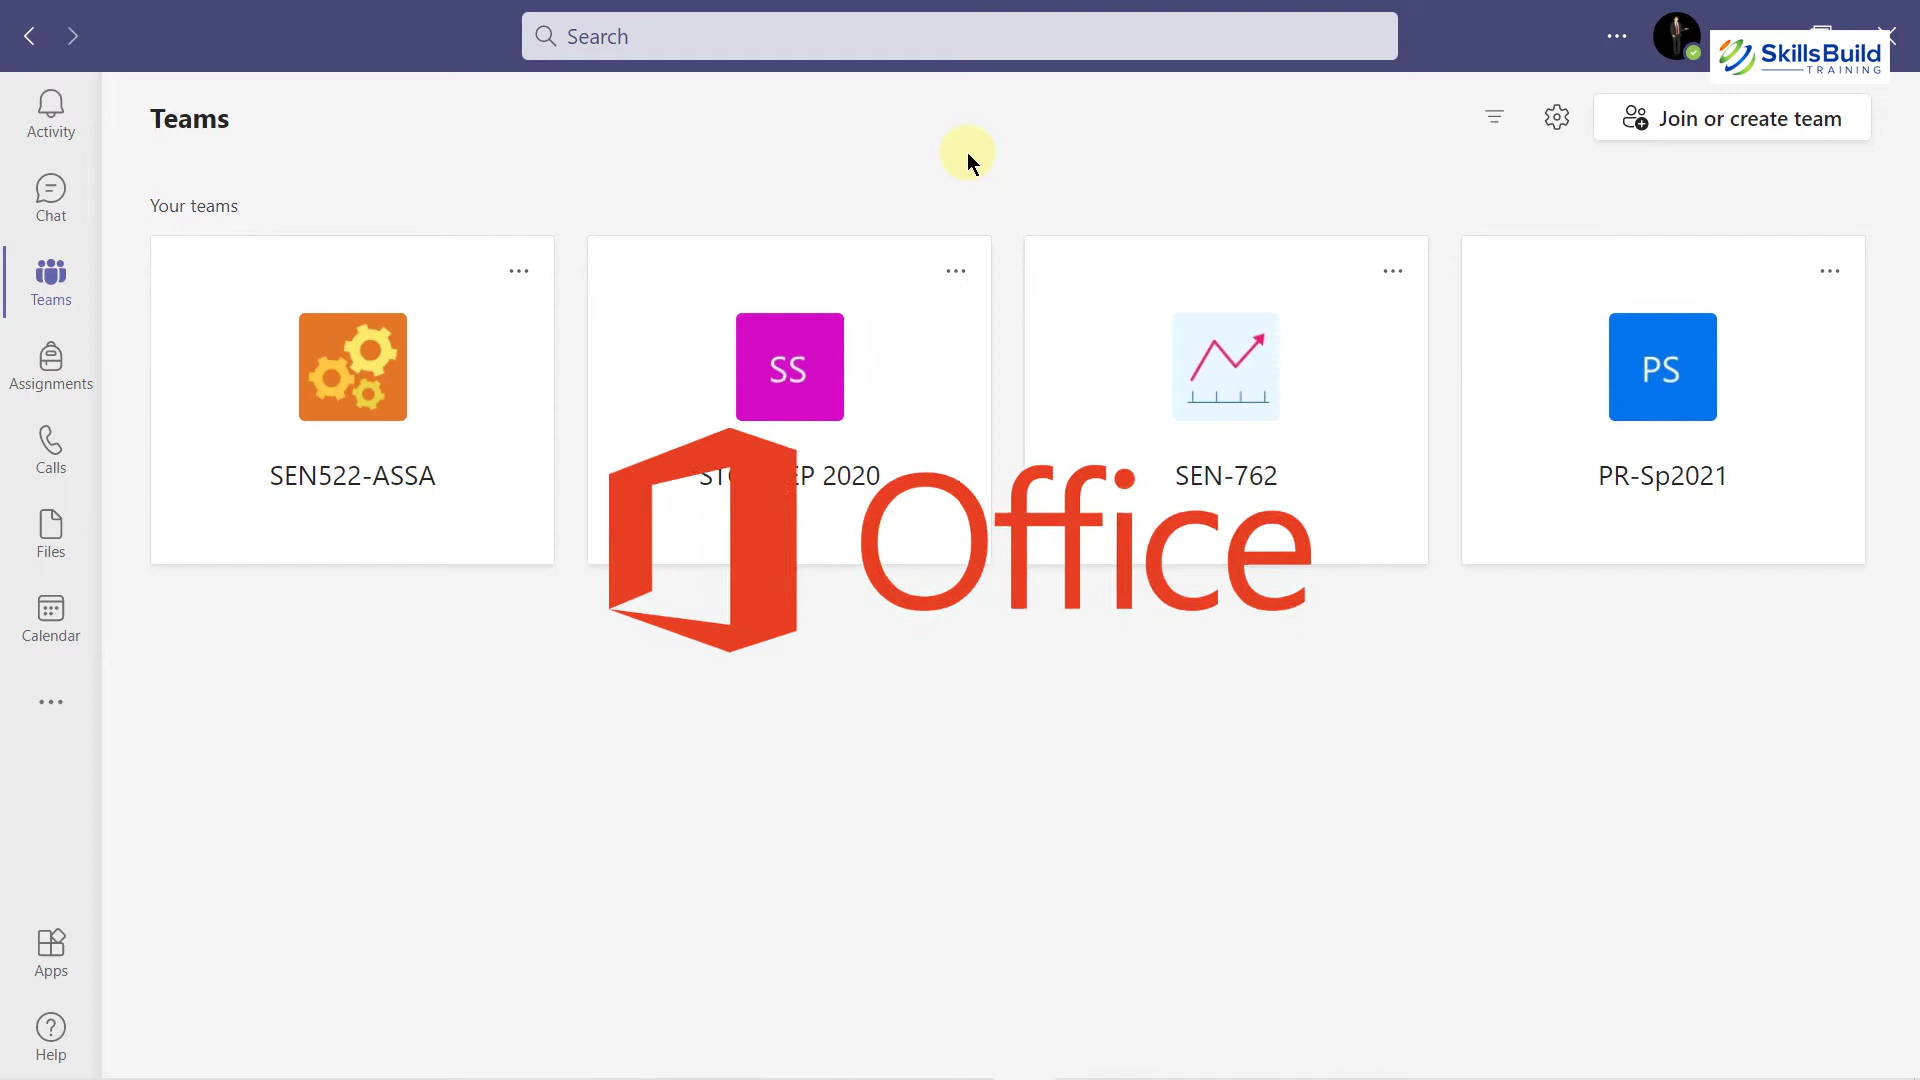 Search
SkillsBuild
TRAINING
Activity
Chat
Teams
Assignments
Calls
Files
Calendar
Apps
Help
Teams
Join or create team
Your teams
SS
PS
SEN522-ASSA
2020
SEN-762
PR-Sp2021
Office